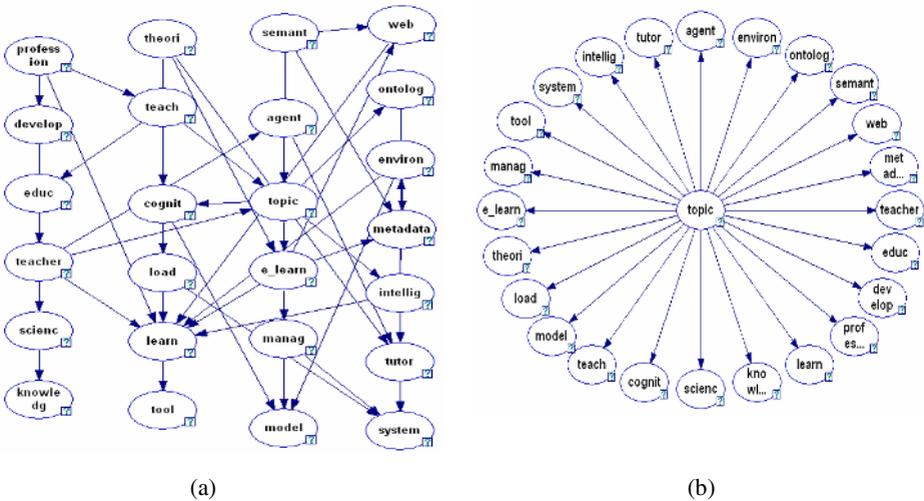 profess
ion
theori
semant
web
develop
teach
agent
ontolog
educ
cognit
topic
environ
metadata
teacher
load
e_learn
intellig
scienc
learn
manag
tutor
knowle
dg
tool
model
system
(a)
agent
environ
ontolog
semant
web
met
ad...
teacher
educ
dev
elop
prof
es...
learn
kno
wl...
scienc
cognit
teach
model
load
theori
e_learn
manag
tool
system
intellig
tutor
topic
(b)